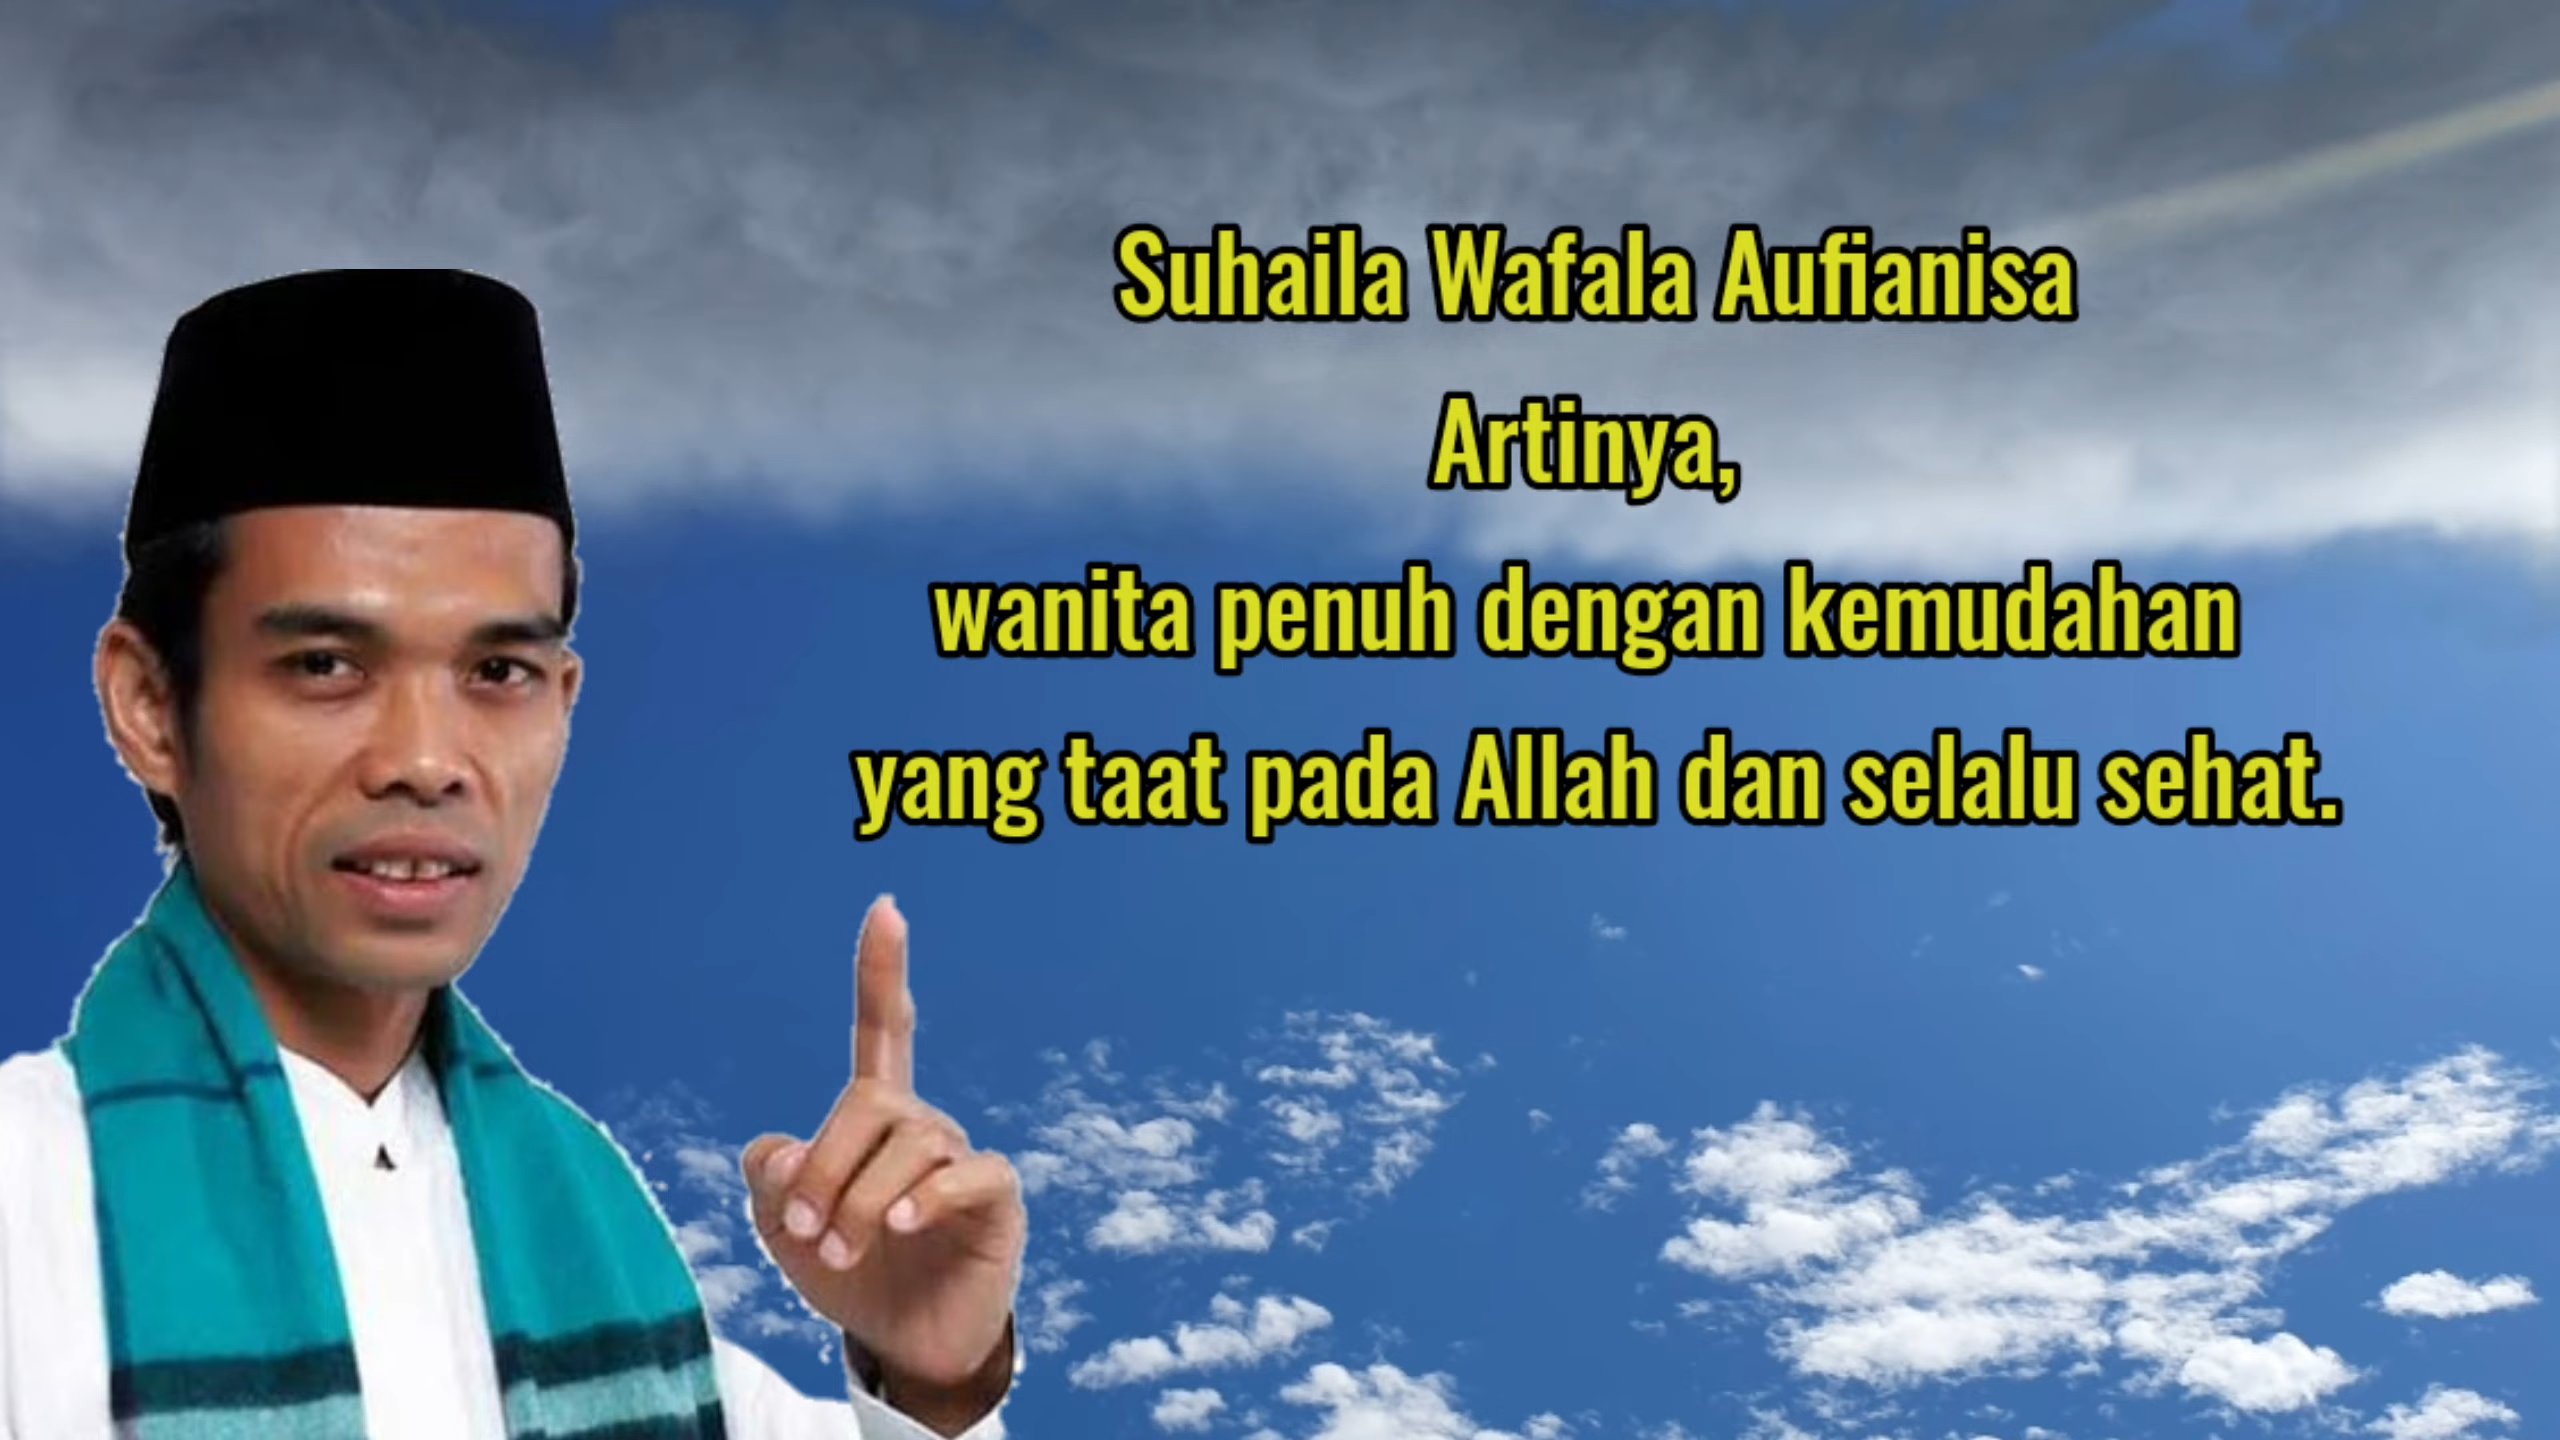 Suhaila Wafala Aufianisa
Artinya,
wanita penuh dengan kemudahan
yang taat pada Allah dan selalu sehat.